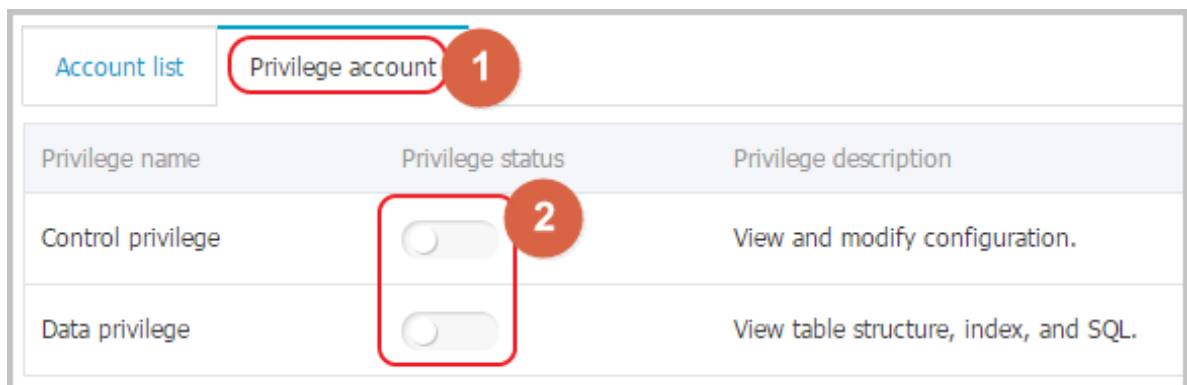 Account list Privilege account 1
Privilege name Privilege status Privilege description
2
Control privilege View and modify configuration.
Data privilege View table structure, index, and SQL.